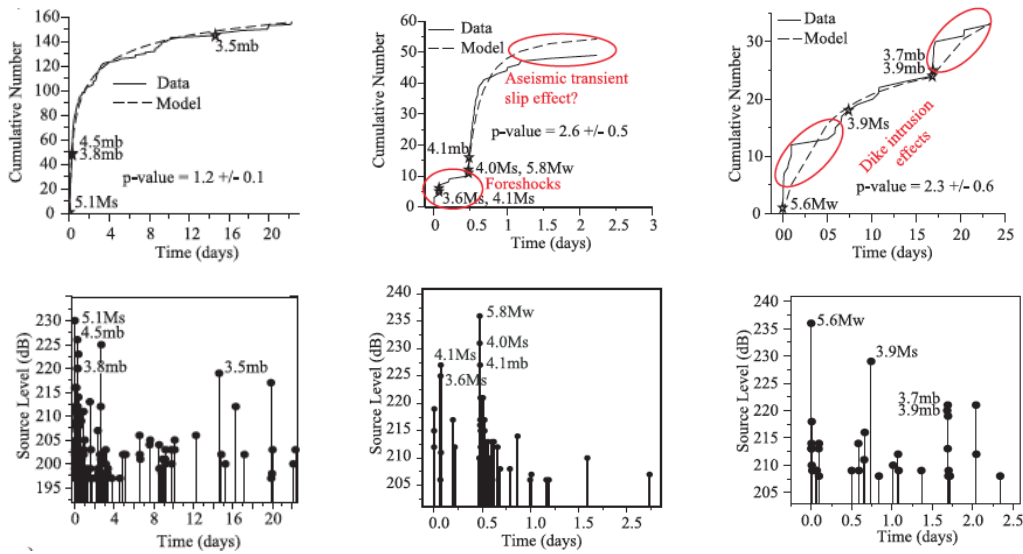 160
140
120
100
80
60
40
20
0
Cumulative Number
3.5mb
Data
Model
4.5mb
3.8mb
p-value = 1.2 +/- 0.1
5.1Ms
0 4 8 12 16 20
Time (days)
60
50
40
30
20
10
0
Cumulative Number
Data
Model
Aseismic transient
slip effect?
p-value = 2.6 +/- 0.5
4.1mb
4.0Ms, 5.8Mw
Foreshocks
3.6Ms, 4.1Ms
0 0.5 1 1.5 2 2.5 3
Time (days)
30
20
10
0
Cumulative Number
Data
Model
3.7mb
3.9mb
3.9Ms
Dike intrusion
effects
p-value = 2.3 +/- 0.6
5.6Mw
00 05 10 15 20 25
Time (days)
230
225
220
215
210
205
200
195
Source Level (dB)
5.1Ms
4.5mb
3.8mb
3.5mb
0 4 8 12 16 20
Time (days)
240
235
230
225
220
215
210
205
Source Level (dB)
5.8Mw
4.0Ms
4.1mb
4.1Ms
3.6Ms
0.0 0.5 1.0 1.5 2.0 2.5
Time (days)
240
235
230
225
220
215
210
205
Source Level (dB)
5.6Mw
3.9Ms
3.7mb
3.9mb
0.0 0.5 1.0 1.5 2.0 2.5
Time (days)